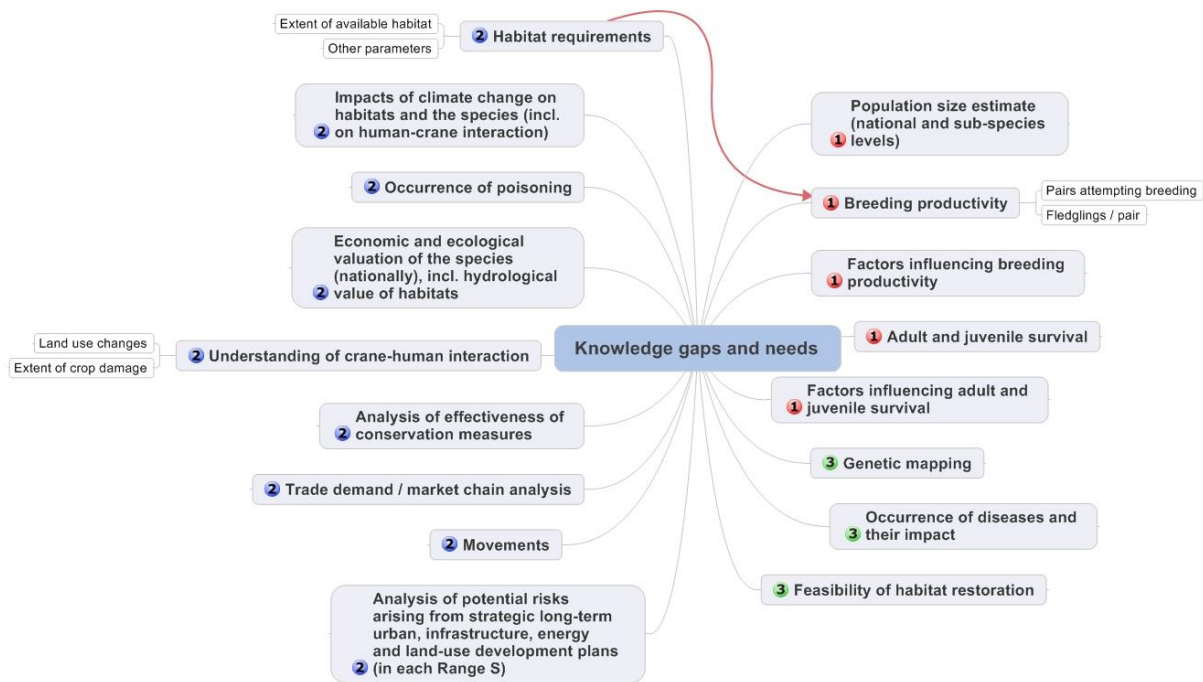 Extent of available habitat
Other parameters
2 Habitat requirements
Impacts of climate change on
habitats and the species (incl.
2 on human-crane interaction)
2 Occurrence of poisoning
Economic and ecological
valuation of the species
(nationally), incl. hydrological
2 value of habitats
Land use changes
Extent of crop damage
2 Understanding of crane-human interaction
Analysis of effectiveness of
2 conservation measures
2 Trade demand / market chain analysis
2 Movements
Analysis of potential risks
arising from strategic long-term
urban, infrastructure, energy
and land-use development plans
2 (in each Range S)
Knowledge gaps and needs
Population size estimate
(national and sub-species
1 levels)
1 Breeding productivity
Pairs attempting breeding
Fledglings / pair
Factors influencing breeding
1 productivity
1 Adult and juvenile survival
Factors influencing adult and
1 juvenile survival
3 Genetic mapping
Occurrence of diseases and
3 their impact
3 Feasibility of habitat restoration